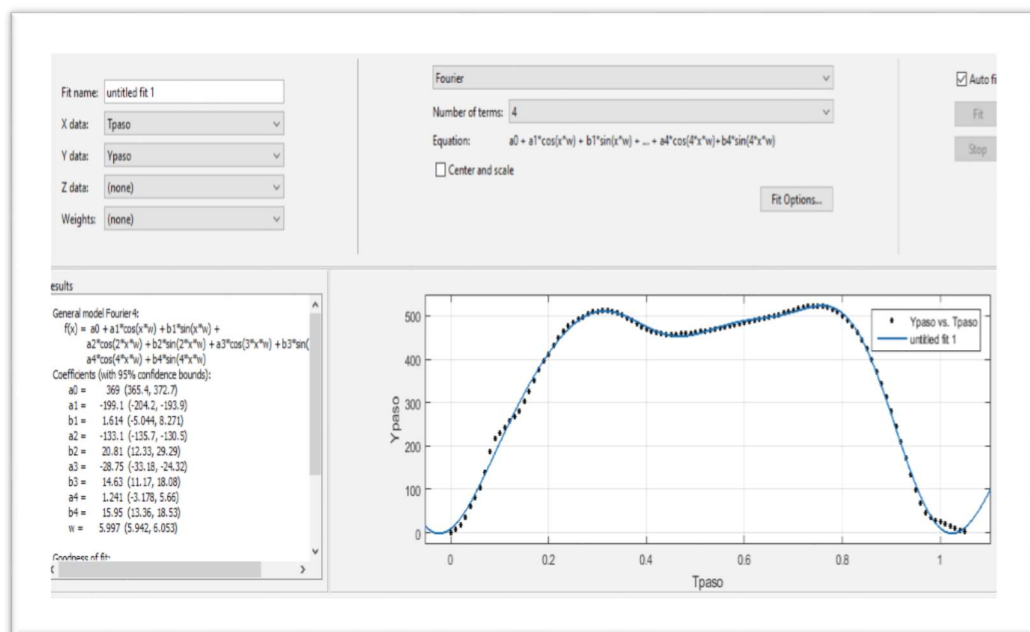 Fit name: untitled fit 1
X data: Tpaso
Y data: Ypaso
Z data: (none)
Weights: (none)
Fourier
Number of terms: 4
Equation: a0 + a1*cos(x*w) + b1*sin(x*w) + ... + a4*cos(4*x*w)+b4*sin(4*x*w)
Center and scale
Fit Options...
Auto fi
Fit
Stop
esults
General model Fourier4:
f(x) = a0 + a1*cos(x*w) + b1*sin(x*w) +
a2*cos(2*x*w) + b2*sin(2*x*w) + a3*cos(3*x*w) + b3*sin(
a4*cos(4*x*w) + b4*sin(4*x*w)
Coefficients (with 95% confidence bounds):
a0 = 369 (365.4, 372.7)
a1 = -199.1 (-204.2, -193.9)
b1 = 1.614 (-5.044, 8.271)
a2 = -133.1 (-135.7, -130.5)
b2 = 20.81 (12.33, 29.29)
a3 = -28.75 (-33.18, -24.32)
b3 = 14.63 (11.17, 18.08)
a4 = 1.241 (-3.178, 5.66)
b4 = 15.95 (13.36, 18.53)
w = 5.997 (5.942, 6.053)
Goodness of fit:
Ypaso
500
400
300
200
100
0
Ypaso vs. Tpaso
untitled fit 1
0 0.2 0.4 0.6 0.8 1
Tpaso